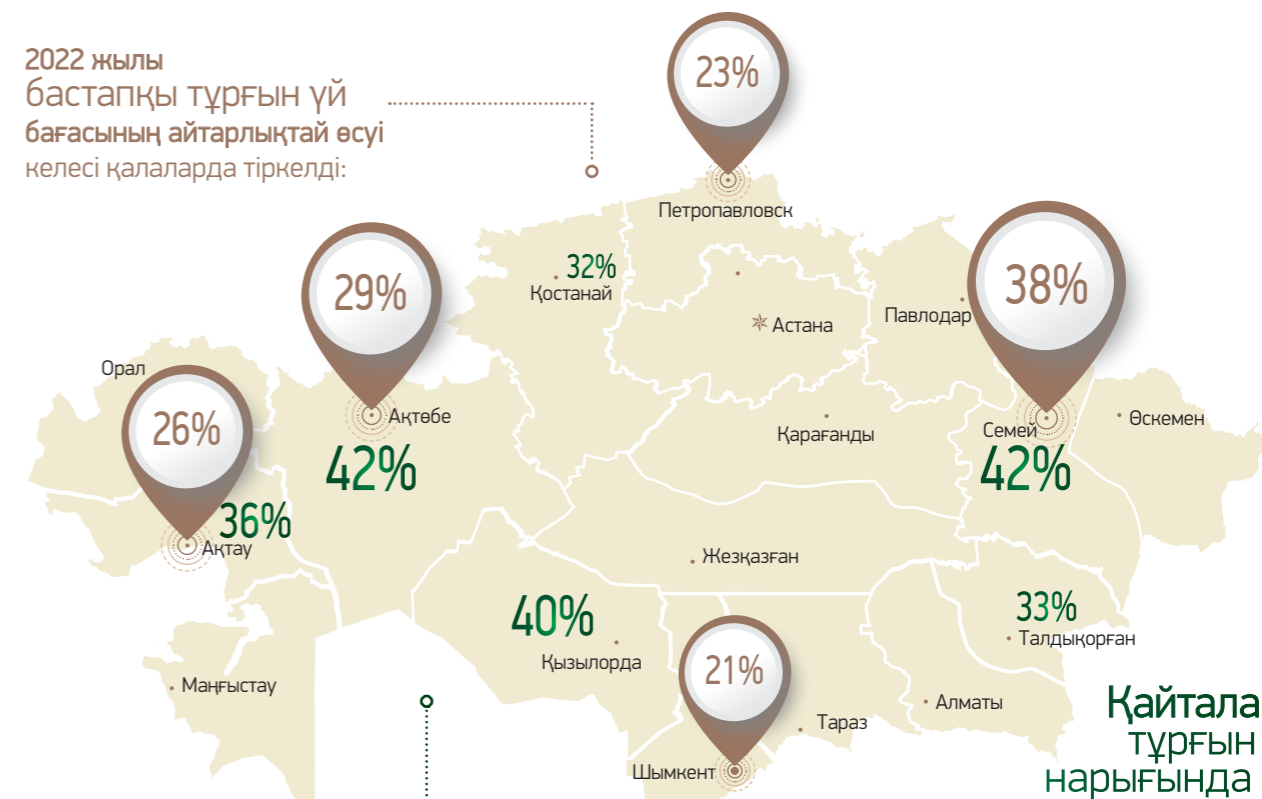 2022 жылы
бастапқы тұрғын үй
бағасының айтарлықтай өсуі
келесі қалаларда тіркелді:
23%
Петропавловск
32%
Қостанай
29%
38%
Павлодар
Астана
Орал
26%
Ақтөбе
42%
Қарағанды
Семей
42%
Өскемен
36%
Ақтау
Жезқазған
40%
Қызылорда
33%
Талдықорған
21%
Маңғыстау
Алматы
Тараз
Шымкент
Қайтала
тұрғын
нарығында